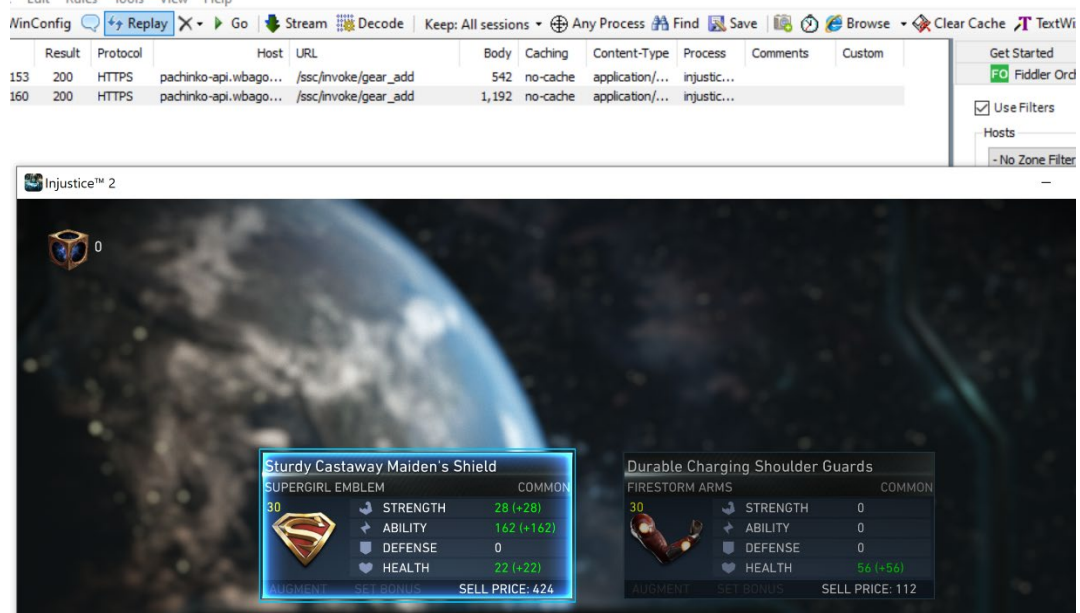 WinConfig Replay Go Stream Decode Keep: All sessions Any Process Find Save Browse Clear Cache TextWi
Result Protocol Host URL Body Caching Content-Type Process Comments Custom
153 200 HTTPS pachinko-api.wbago... /ssc/invoke/gear_add 542 no-cache application/... injustic...
160 200 HTTPS pachinko-api.wbago... /ssc/invoke/gear_add 1,192 no-cache application/... injustic...
Get Started
FO Fiddler Orch
Use Filters
Hosts
- No Zone Filter
Injustice™ 2
0
Sturdy Castaway Maiden's Shield
SUPERGIRL EMBLEM COMMON
30 STRENGTH 28 (+28)
ABILITY 162 (+162)
DEFENSE 0
HEALTH 22 (+22)
AUGMENT SET BONUS SELL PRICE: 424
Durable Charging Shoulder Guards
FIRESTORM ARMS COMMON
30 STRENGTH 0
ABILITY 0
DEFENSE 0
HEALTH 56 (+56)
AUGMENT SET BONUS SELL PRICE: 112